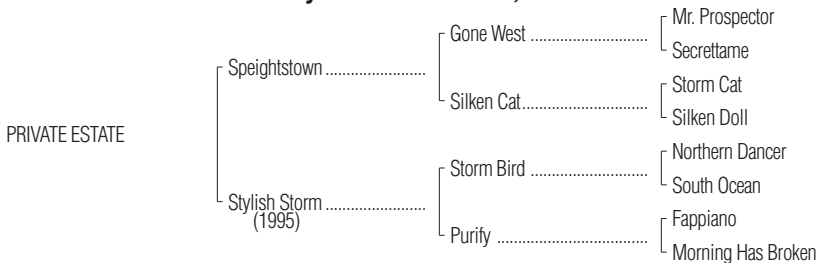 Mr. Prospector
Gone West ..............................
Secrettame
Speightstown .........................
Storm Cat
Silken Cat................................
Silken Doll
PRIVATE ESTATE
Northern Dancer
Storm Bird ..............................
South Ocean
Stylish Storm .........................
(1995)
Fappiano
Purify ......................................
Morning Has Broken